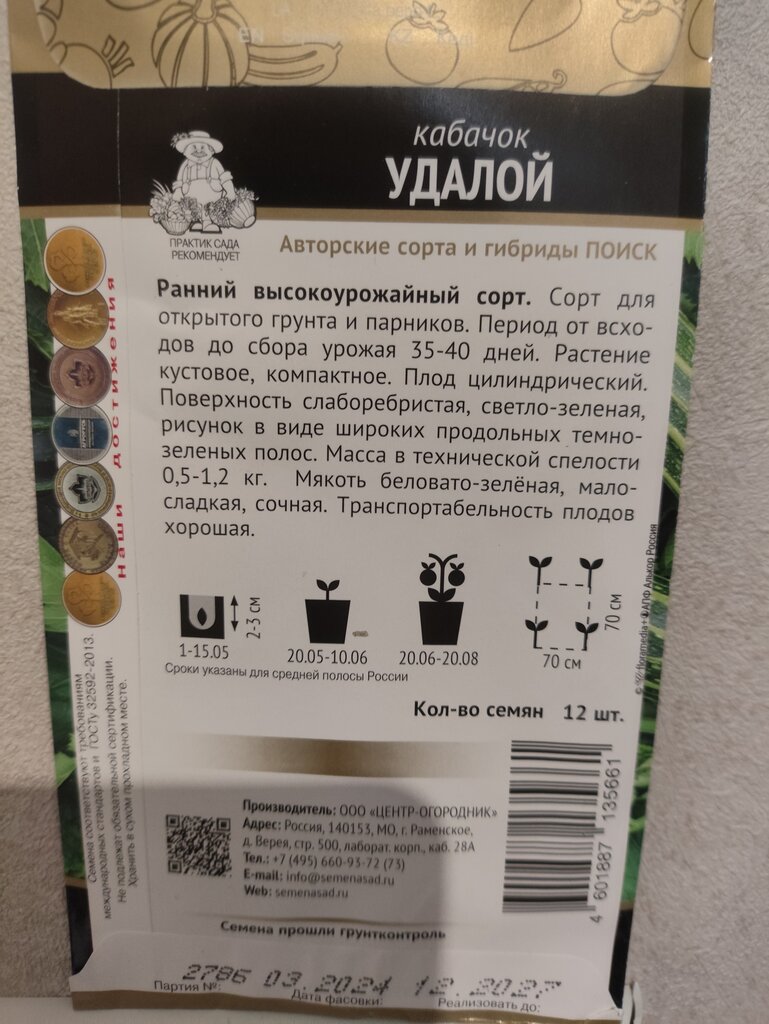 кабачок
УДАЛОЙ
ПРАКТИК САДА
РЕКОМЕНДУЕТ
Авторские сорта и гибриды ПОИСК
Наши достижения
Ранний высокоурожайный сорт. Сорт для
открытого грунта и парников. Период от всхо-
дов до сбора урожая 35-40 дней. Растение
кустовое, компактное. Плод цилиндрический.
Поверхность слаборебристая, светло-зеленая,
рисунок в виде широких продольных темно-
зеленых полос. Масса в технической спелости
0,5-1,2 кг. Мякоть беловато-зелёная, мало-
сладкая, сочная. Транспортабельность плодов
хорошая.
2-3 см
1-15.05
20.05-10.06
20.06-20.08
70 см
70 см
Сроки указаны для средней полосы России
Кол-во семян 12 шт.
Семена соответствуют требованиям
международных стандартов и ГОСТу 32592-2013.
Не подлежат обязательной сертификации.
Хранить в сухом прохладном месте.
Производитель: ООО «ЦЕНТР-ОГОРОДНИК»
Адрес: Россия, 140153, МО, г. Раменское,
д. Верея, стр. 500, лаборат. корп., каб. 28А
Тел.: +7 (495) 660-93-72 (73)
E-mail: info@semenasad.ru
Web: semenasad.ru
4 601887 135661
Семена прошли грунтконтроль
2786 03.2024 12.2027
Партия №: Дата фасовки: Реализовать до: